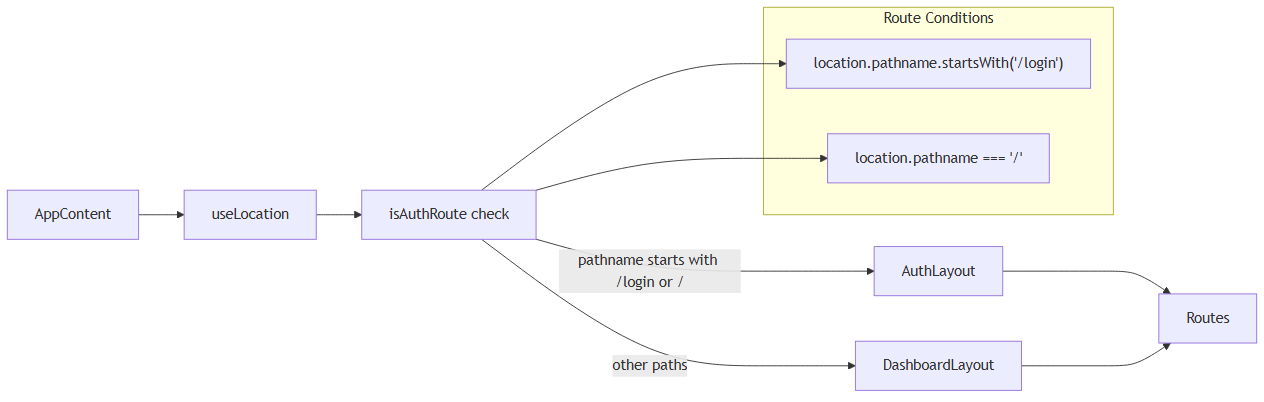 Route Conditions
location.pathname.startsWith('/login')
location.pathname === '/'
AppContent
useLocation
isAuthRoute check
pathname starts with
/login or /
AuthLayout
Routes
other paths
DashboardLayout